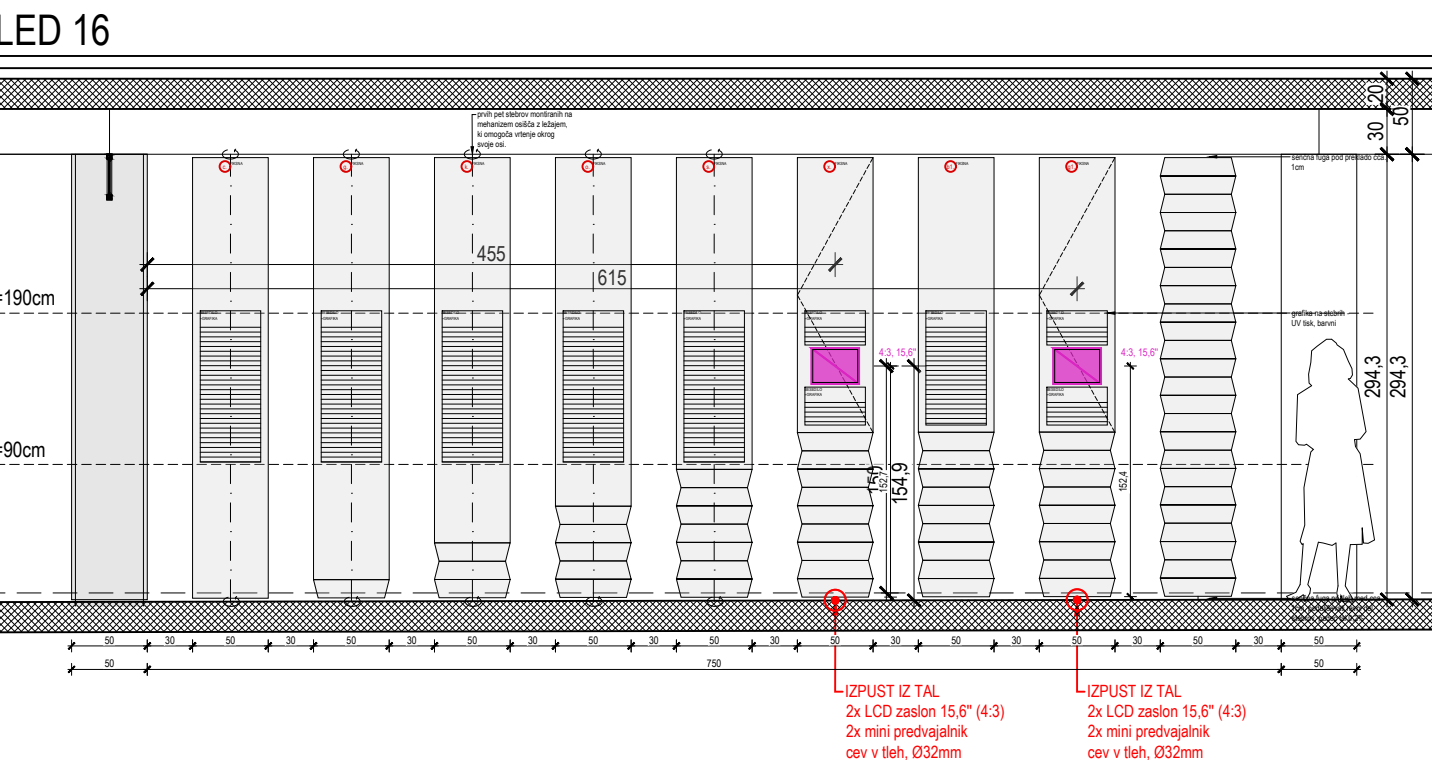 LED 16
prvih pet stebrov montiranih na
mehanizem osišča z ležajem,
ki omogoča vrtenje okrog
svoje osi.
20
30
50
senčna fuga pod preklado cca.
1cm
455
615
=190cm
grafika na stebrih
UV tisk, barvni
4:3, 15,6"
4:3, 15,6"
294,3
294,3
=90cm
150
152,7
154,9
152,4
50 30 50 30 50 30 50 30 50 30 50 30 50 30 50 30 50 30 50 30 50
50 750 50
IZPUST IZ TAL
2x LCD zaslon 15,6" (4:3)
2x mini predvajalnik
cev v tleh, Ø32mm
IZPUST IZ TAL
2x LCD zaslon 15,6" (4:3)
2x mini predvajalnik
cev v tleh, Ø32mm